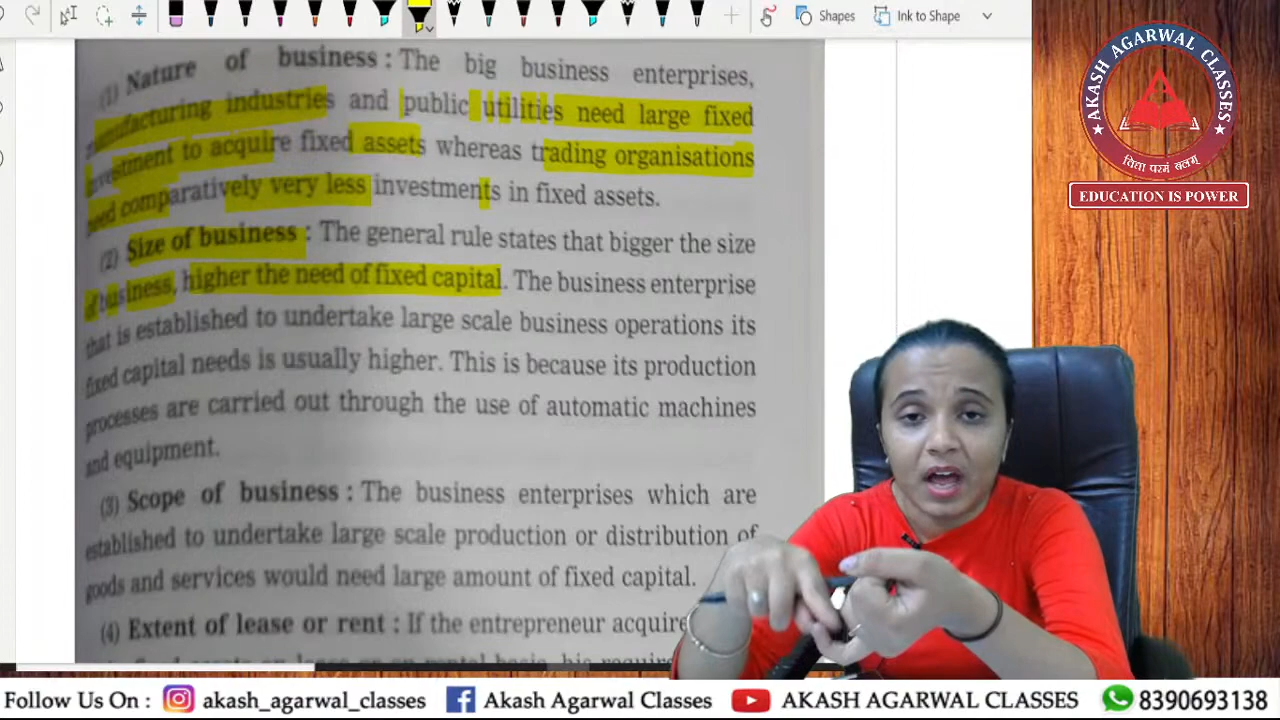 Shapes
Ink to Shape
(1) Nature of business : The big business enterprises,
manufacturing industries and public utilities need large fixed
investment to acquire fixed assets whereas trading organisations
need comparatively very less investments in fixed assets.
(2) Size of business : The general rule states that bigger the size
of business, higher the need of fixed capital. The business enterprise
that is established to undertake large scale business operations its
fixed capital needs is usually higher. This is because its production
processes are carried out through the use of automatic machines
and equipment.
(3) Scope of business : The business enterprises which are
established to undertake large scale production or distribution of
goods and services would need large amount of fixed capital.
(4) Extent of lease or rent : If the entrepreneur acquire
AKASH AGARWAL CLASSES
विद्या परमं बलम्
EDUCATION IS POWER
Follow Us On : akash_agarwal_classes Akash Agarwal Classes AKASH AGARWAL CLASSES 8390693138